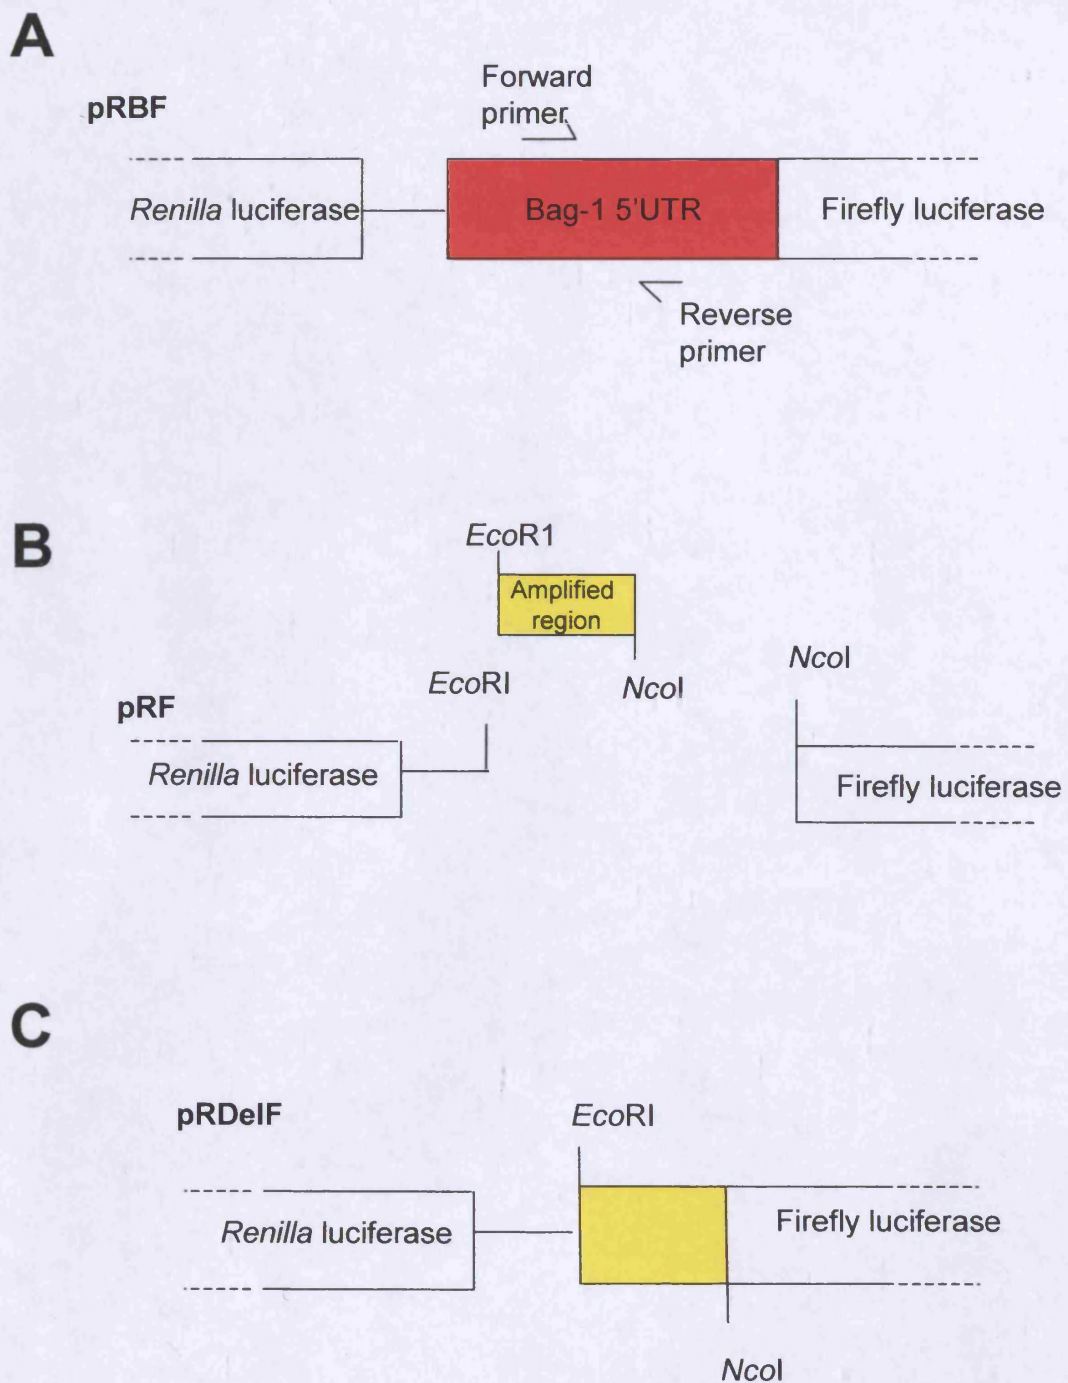 A
pRBF
Forward
primer
Renilla luciferase
Bag-1 5'UTR
Firefly luciferase
Reverse
primer
B
EcoR1
Amplified
region
EcoRI
NcoI
NcoI
pRF
Renilla luciferase
Firefly luciferase
C
pRDelF
EcoRI
Renilla luciferase
Firefly luciferase
NcoI